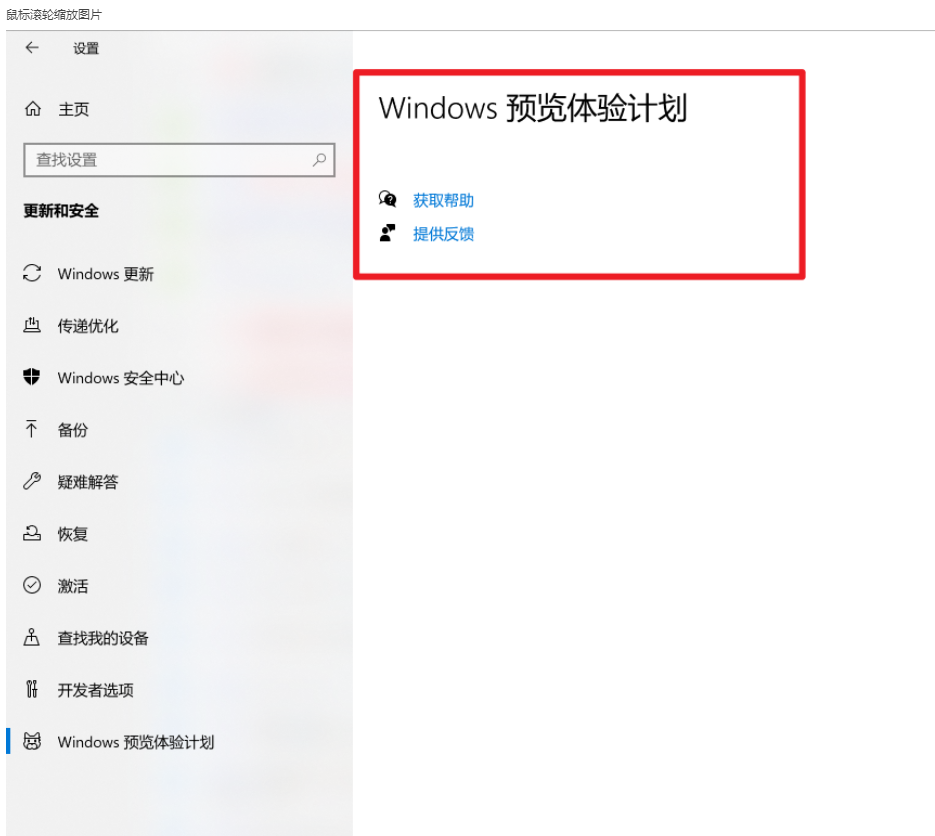 鼠标滚轮缩放图片
设置
主页
查找设置
更新和安全
Windows 更新
传递优化
Windows 安全中心
备份
疑难解答
恢复
激活
查找我的设备
开发者选项
Windows 预览体验计划
Windows 预览体验计划
获取帮助
提供反馈